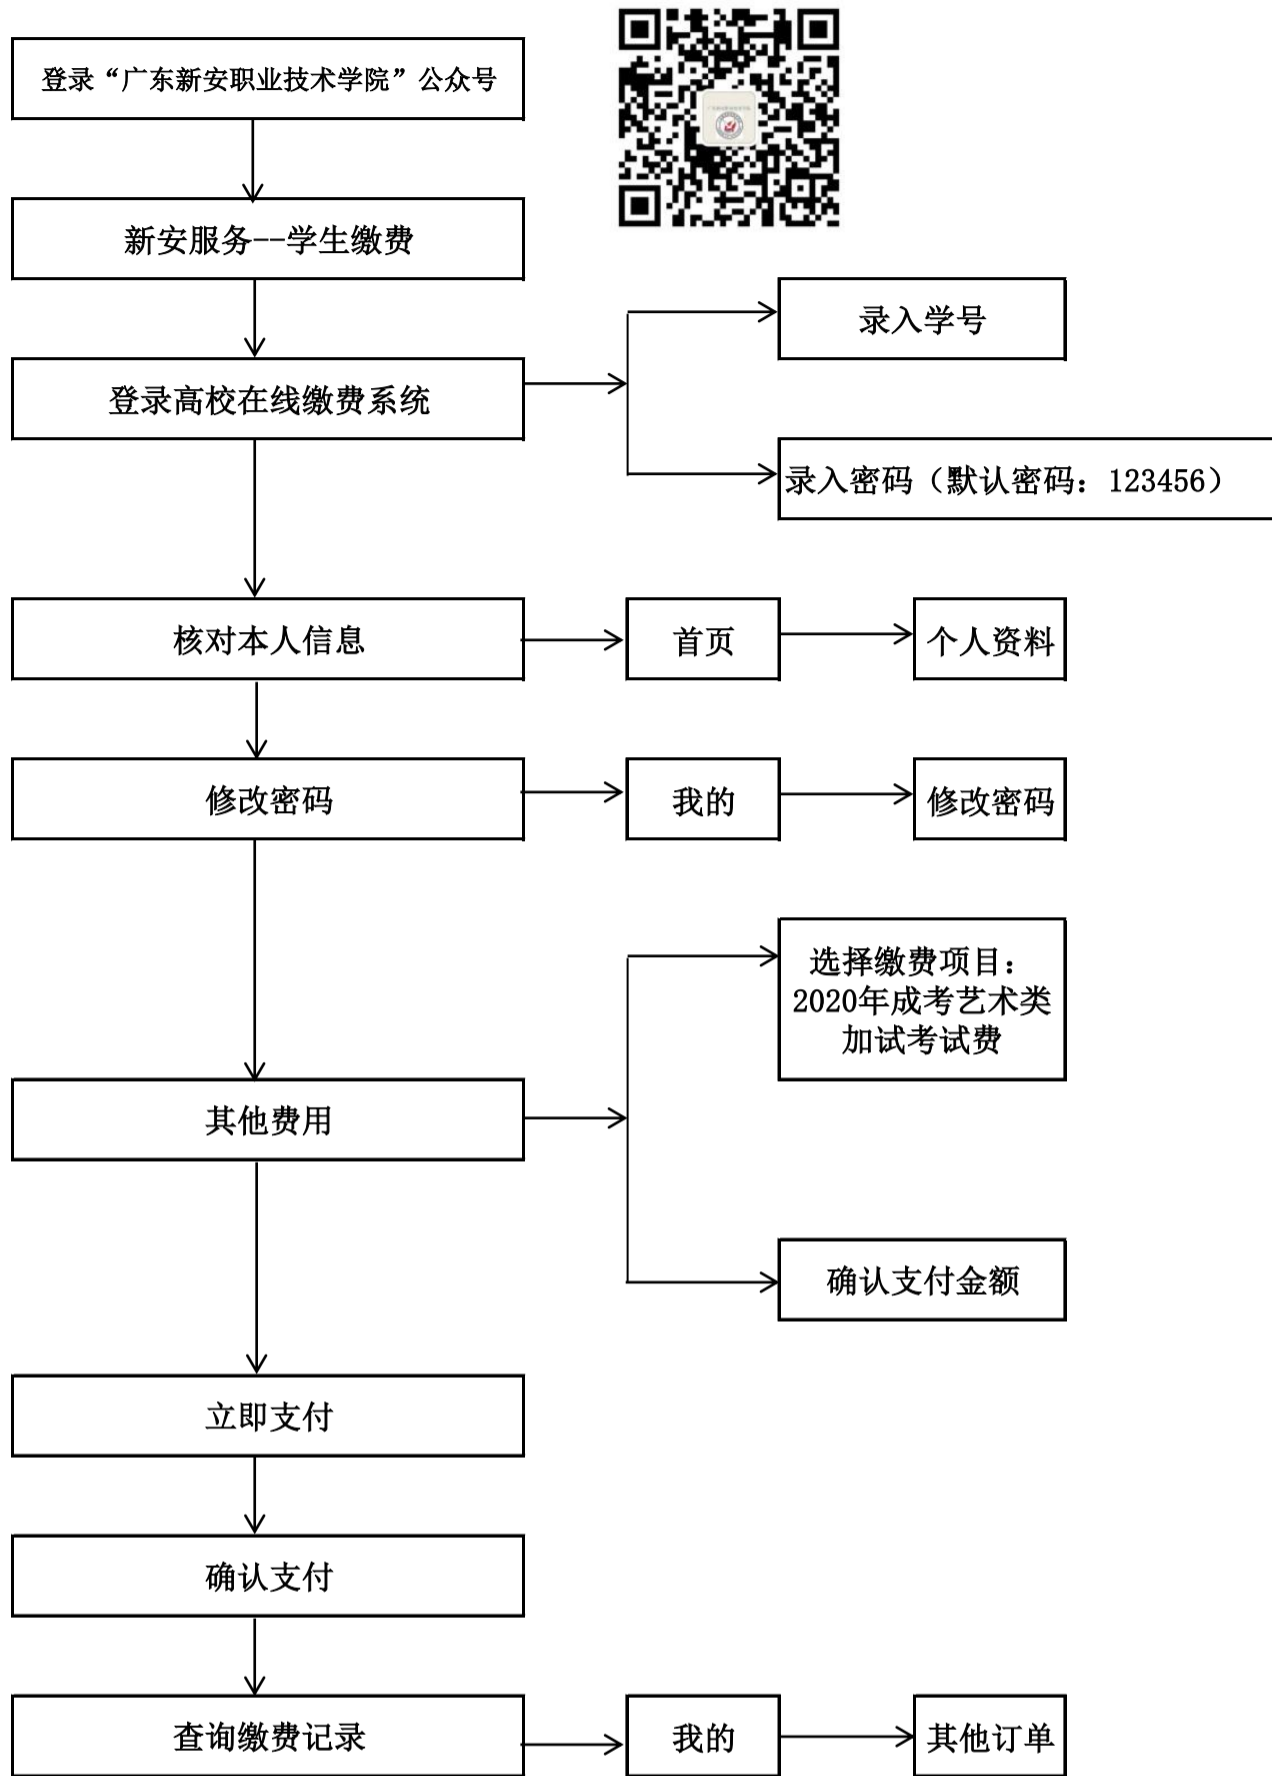 登录“广东新安职业技术学院”公众号
新安服务--学生缴费
录入学号
登录高校在线缴费系统
录入密码（默认密码：123456）
核对本人信息
首页
个人资料
修改密码
我的
修改密码
选择缴费项目：
2020年成考艺术类
加试考试费
其他费用
确认支付金额
立即支付
确认支付
查询缴费记录
我的
其他订单